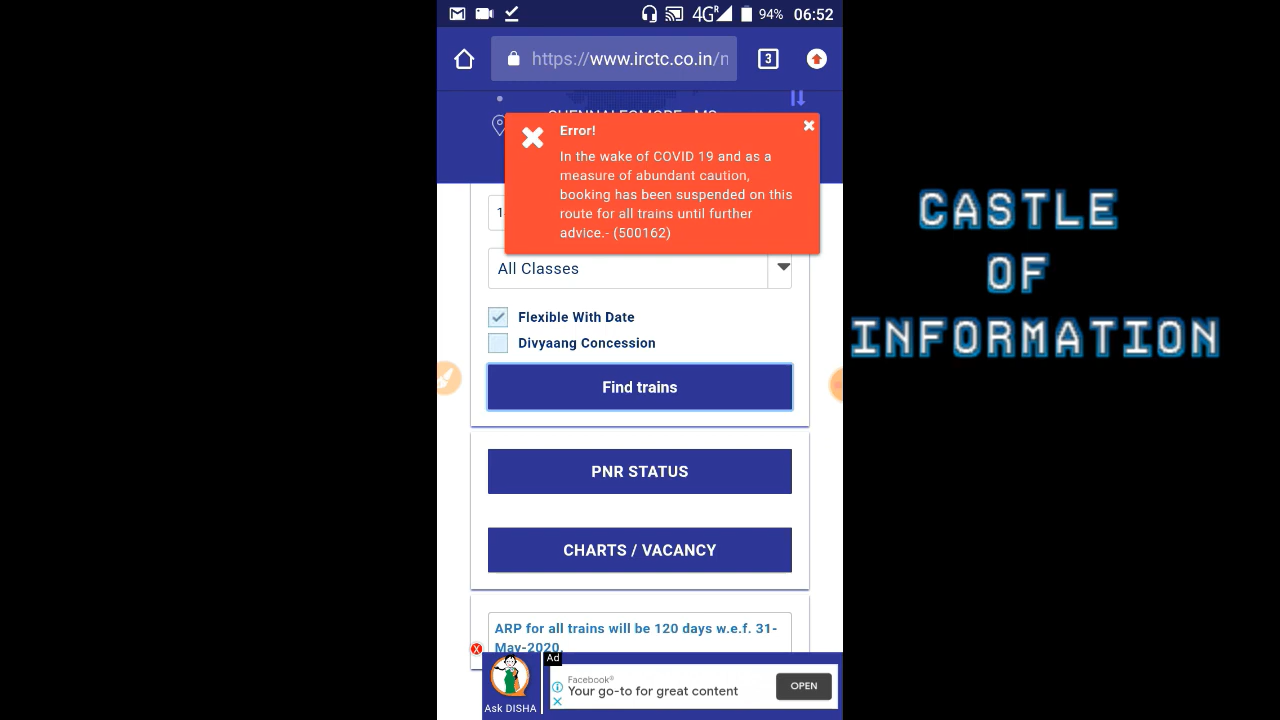 4G R 94% 06:52
https://www.irctc.co.in/n
3
CHENNAI EGMORE - MS
Error!
In the wake of COVID 19 and as a
measure of abundant caution,
booking has been suspended on this
route for all trains until further
advice.- (500162)
1
All Classes
Flexible With Date
Divyaang Concession
Find trains
PNR STATUS
CHARTS / VACANCY
ARP for all trains will be 120 days w.e.f. 31-
May-2020.
X
Ask DISHA
Ad
Facebook®
Your go-to for great content
OPEN
CASTLE
OF
INFORMATION